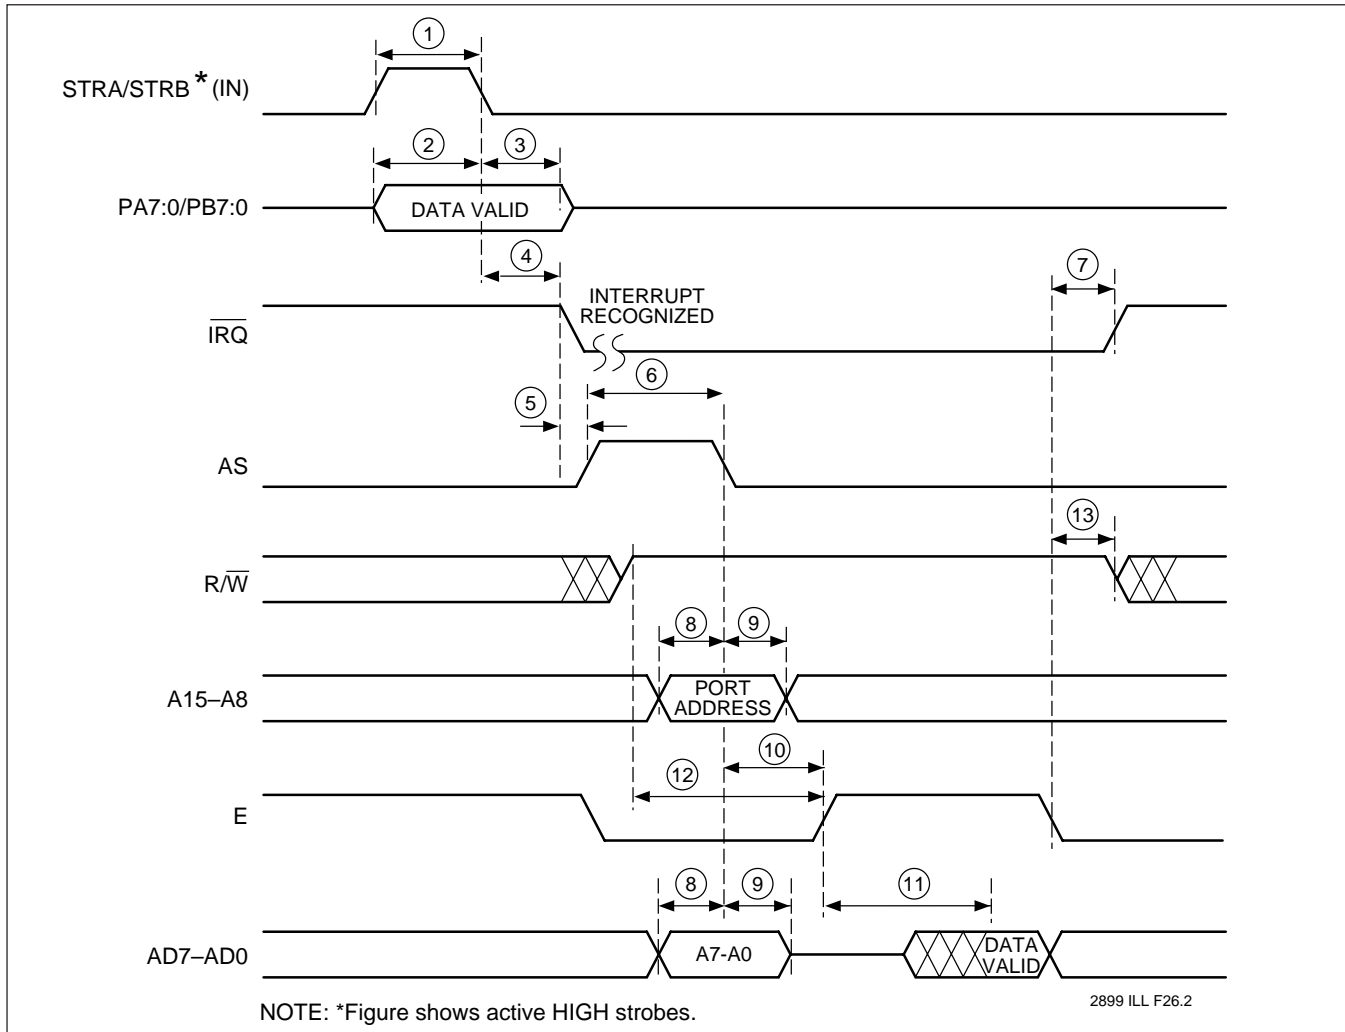 1
STRA/STRB * (IN)
2
3
PA7:0/PB7:0
DATA VALID
4
7
INTERRUPT
RECOGNIZED
IRQ
6
5
AS
13
R/W
8
9
A15–A8
PORT
ADDRESS
10
12
E
8
9
11
AD7–AD0
A7-A0
DATA
VALID
NOTE: *Figure shows active HIGH strobes.
2899 ILL F26.2